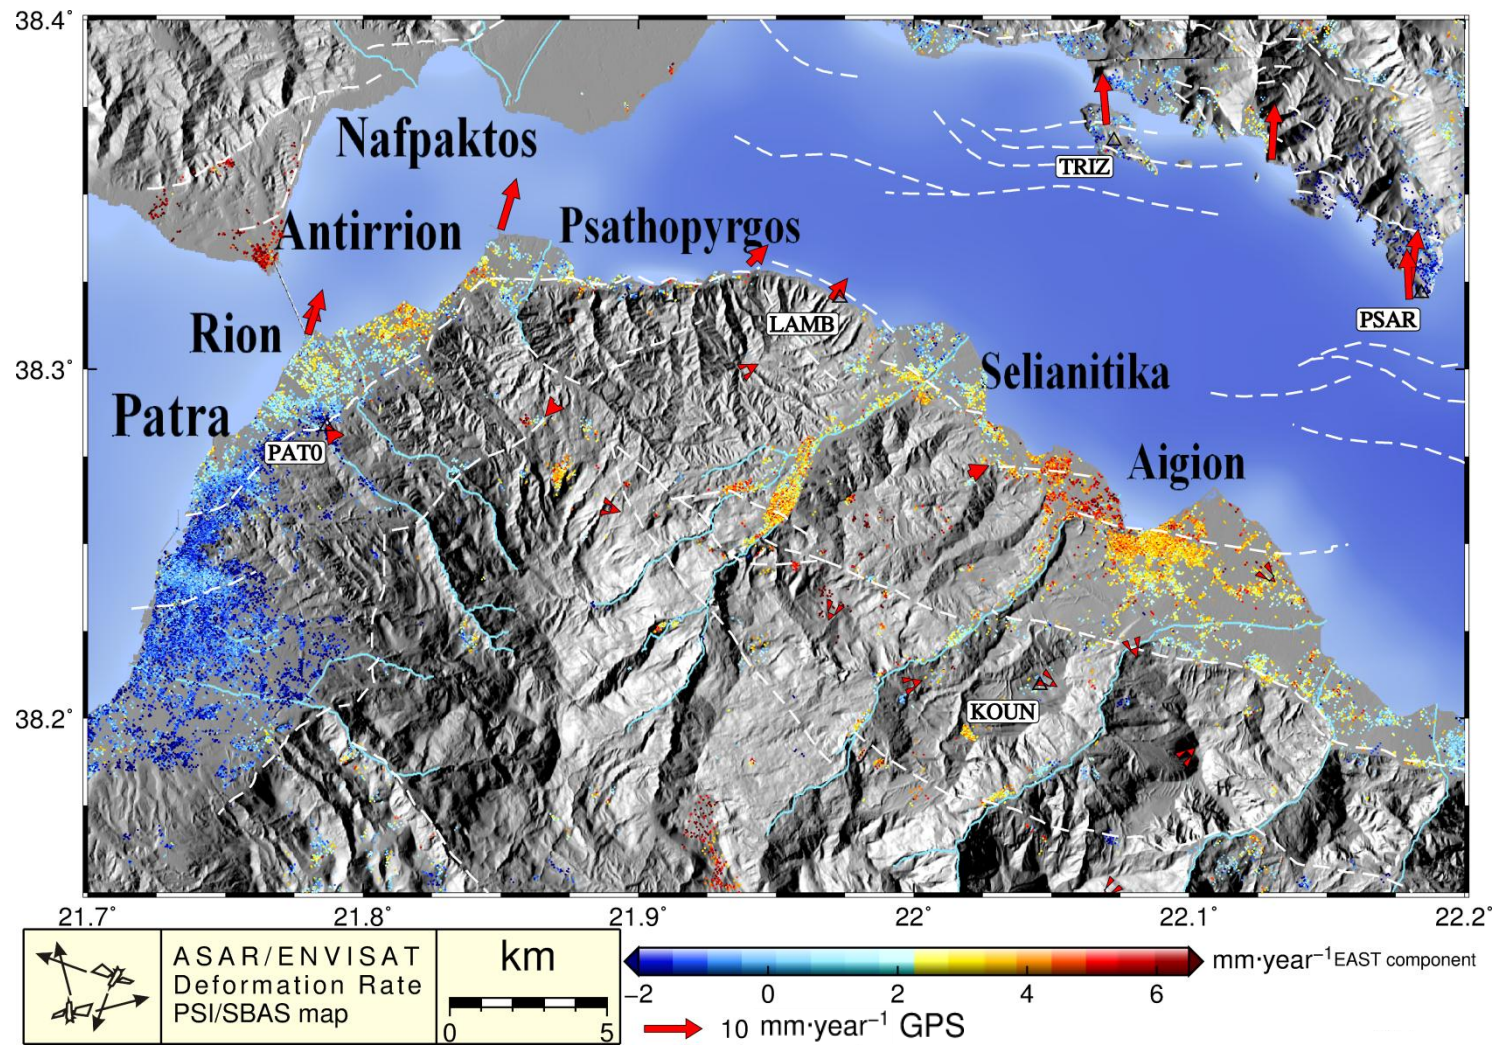 38.4°
Nafpaktos
TRIZ
Antirrion
Psathopyrgos
Rion
LAMB
PSAR
38.3°
Selianitika
Patra
PAT0
Aigion
38.2°
KOUN
21.7° 21.8° 21.9° 22° 22.1° 22.2°
ASAR/ENVISAT
Deformation Rate
PSI/SBAS map
km
0 5
−2 0 2 4 6
mm·year⁻¹ EAST component
10 mm·year⁻¹ GPS